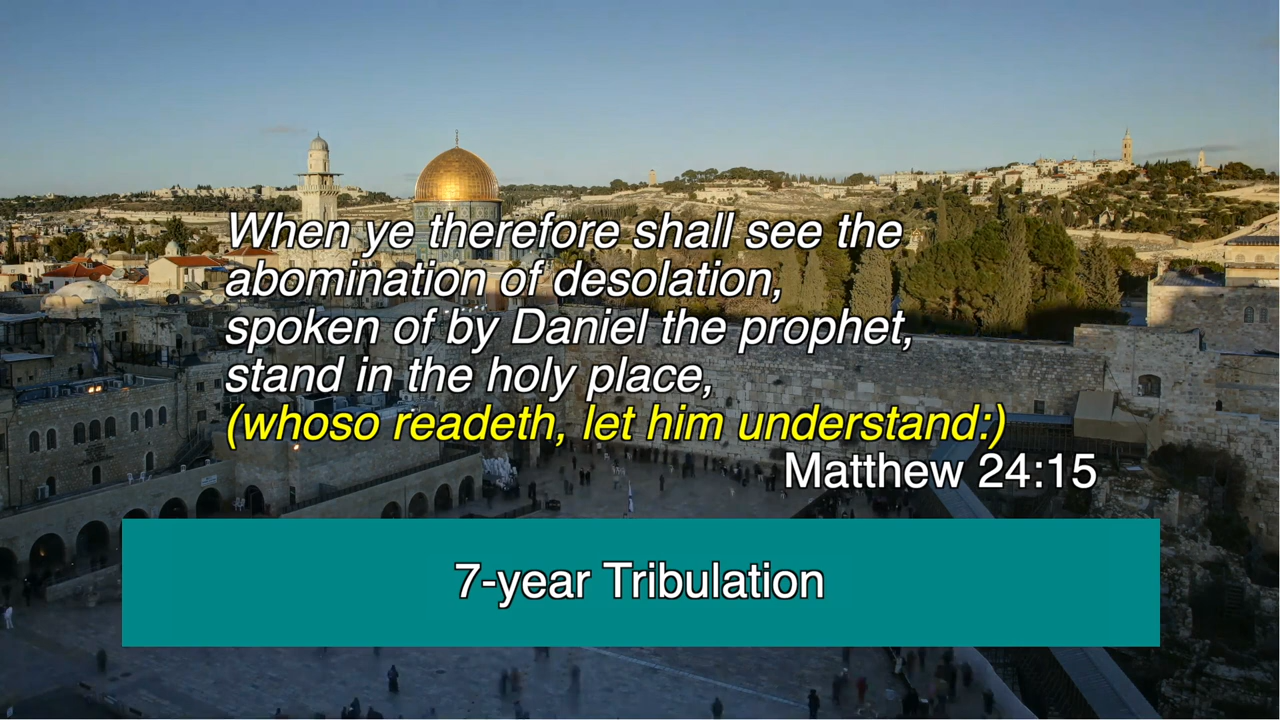 When ye therefore shall see the
abomination of desolation,
spoken of by Daniel the prophet,
stand in the holy place,
(whoso readeth, let him understand:)
Matthew 24:15
7-year Tribulation